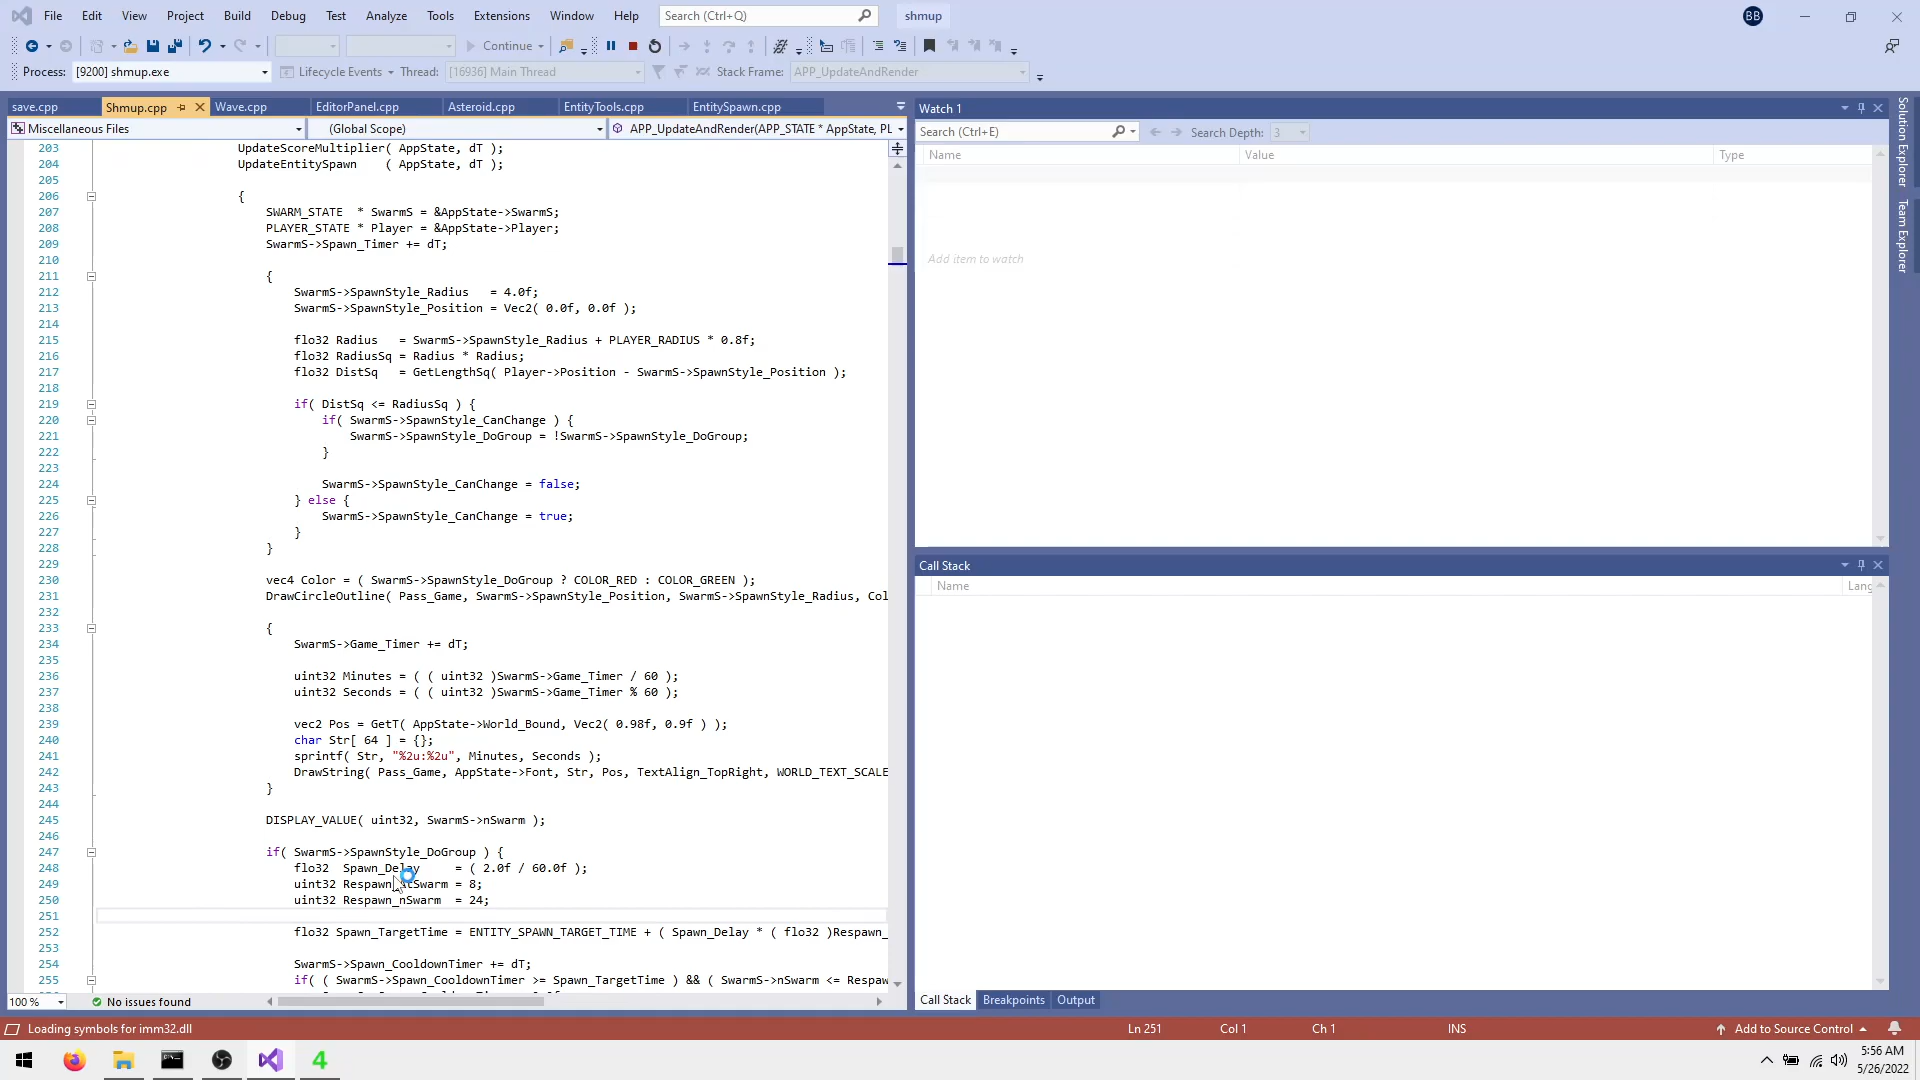 File Edit View Project Build Debug Test Analyze Tools Extensions Window Help Search (Ctrl+Q) shmup BB
Continue
Process: [9200] shmup.exe Lifecycle Events Thread: [16936] Main Thread Stack Frame: APP_UpdateAndRender
save.cpp Shmup.cpp Wave.cpp EditorPanel.cpp Asteroid.cpp EntityTools.cpp EntitySpawn.cpp
Miscellaneous Files (Global Scope) APP_UpdateAndRender(APP_STATE * AppState, PL
203 UpdateScoreMultiplier( AppState, dT );
204 UpdateEntitySpawn    ( AppState, dT );
205
206 {
207 SWARM_STATE  * SwarmS = &AppState->SwarmS;
208 PLAYER_STATE * Player = &AppState->Player;
209 SwarmS->Spawn_Timer += dT;
210
211 {
212 SwarmS->SpawnStyle_Radius   = 4.0f;
213 SwarmS->SpawnStyle_Position = Vec2( 0.0f, 0.0f );
214
215 flo32 Radius   = SwarmS->SpawnStyle_Radius + PLAYER_RADIUS * 0.8f;
216 flo32 RadiusSq = Radius * Radius;
217 flo32 DistSq   = GetLengthSq( Player->Position - SwarmS->SpawnStyle_Position );
218
219 if( DistSq <= RadiusSq ) {
220 if( SwarmS->SpawnStyle_CanChange ) {
221 SwarmS->SpawnStyle_DoGroup = !SwarmS->SpawnStyle_DoGroup;
222 }
223
224 SwarmS->SpawnStyle_CanChange = false;
225 } else {
226 SwarmS->SpawnStyle_CanChange = true;
227 }
228 }
229
230 vec4 Color = ( SwarmS->SpawnStyle_DoGroup ? COLOR_RED : COLOR_GREEN );
231 DrawCircleOutline( Pass_Game, SwarmS->SpawnStyle_Position, SwarmS->SpawnStyle_Radius, Col
232
233 {
234 SwarmS->Game_Timer += dT;
235
236 uint32 Minutes = ( ( uint32 )SwarmS->Game_Timer / 60 );
237 uint32 Seconds = ( ( uint32 )SwarmS->Game_Timer % 60 );
238
239 vec2 Pos = GetT( AppState->World_Bound, Vec2( 0.98f, 0.9f ) );
240 char Str[ 64 ] = {};
241 sprintf( Str, "%2u:%2u", Minutes, Seconds );
242 DrawString( Pass_Game, AppState->Font, Str, Pos, TextAlign_TopRight, WORLD_TEXT_SCALE
243 }
244
245 DISPLAY_VALUE( uint32, SwarmS->nSwarm );
246
247 if( SwarmS->SpawnStyle_DoGroup ) {
248 flo32  Spawn_Delay     = ( 2.0f / 60.0f );
249 uint32 Respawn_AtSwarm = 8;
250 uint32 Respawn_nSwarm  = 24;
251
252 flo32 Spawn_TargetTime = ENTITY_SPAWN_TARGET_TIME + ( Spawn_Delay * ( flo32 )Respawn_
253
254 SwarmS->Spawn_CooldownTimer += dT;
255 if( ( SwarmS->Spawn_CooldownTimer >= Spawn_TargetTime ) && ( SwarmS->nSwarm <= Respaw
100 % No issues found
Watch 1
Search (Ctrl+E) Search Depth: 3
Name Value Type
Add item to watch
Call Stack
Name Lang
Call Stack Breakpoints Output
Solution Explorer
Team Explorer
Loading symbols for imm32.dll Ln 251 Col 1 Ch 1 INS Add to Source Control
4
5:56 AM
5/26/2022